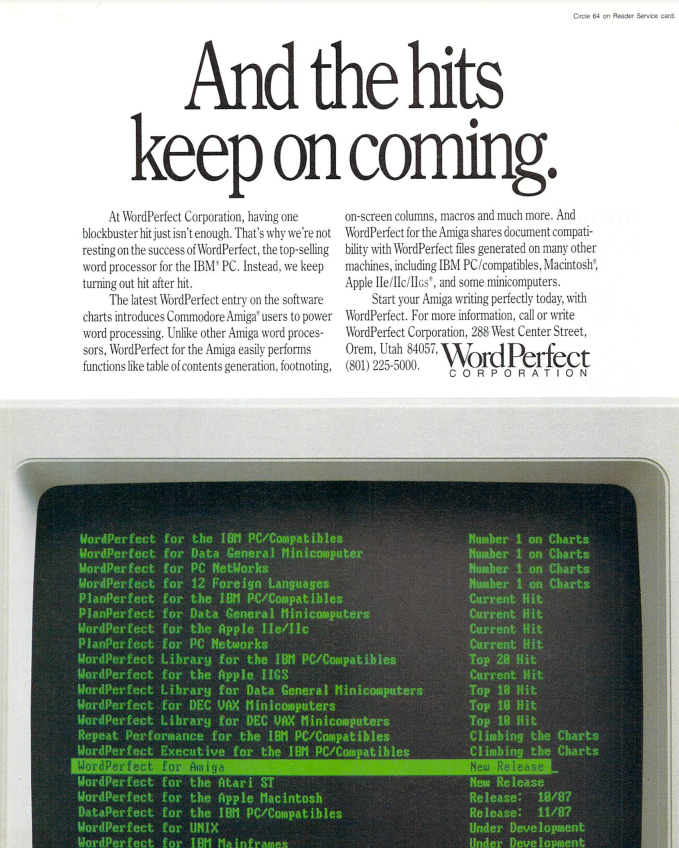 Circle 64 on Reader Service card.
And the hits
keep on coming.
At WordPerfect Corporation, having one
blockbuster hit just isn't enough. That's why we're not
resting on the success of WordPerfect, the top-selling
word processor for the IBM® PC. Instead, we keep
turning out hit after hit.
The latest WordPerfect entry on the software
charts introduces Commodore Amiga® users to power
word processing. Unlike other Amiga word proces-
sors, WordPerfect for the Amiga easily performs
functions like table of contents generation, footnoting,
on-screen columns, macros and much more. And
WordPerfect for the Amiga shares document compati-
bility with WordPerfect files generated on many other
machines, including IBM PC/compatibles, Macintosh®,
Apple IIe/IIc/IIGS®, and some minicomputers.
Start your Amiga writing perfectly today, with
WordPerfect. For more information, call or write
WordPerfect Corporation, 288 West Center Street,
Orem, Utah 84057,
(801) 225-5000.
WordPerfect
CORPORATION
WordPerfect for the IBM PC/Compatibles Number 1 on Charts
WordPerfect for Data General Minicomputer Number 1 on Charts
WordPerfect for PC NetWorks Number 1 on Charts
WordPerfect for 12 Foreign Languages Number 1 on Charts
PlanPerfect for the IBM PC/Compatibles Current Hit
PlanPerfect for Data General Minicomputers Current Hit
WordPerfect for the Apple IIe/IIc Current Hit
PlanPerfect for PC Networks Current Hit
WordPerfect Library for the IBM PC/Compatibles Top 20 Hit
WordPerfect for the Apple IIGS Current Hit
WordPerfect Library for Data General Minicomputers Top 10 Hit
WordPerfect for DEC VAX Minicomputers Top 10 Hit
WordPerfect Library for DEC VAX Minicomputers Top 10 Hit
Repeat Performance for the IBM PC/Compatibles Climbing the Charts
WordPerfect Executive for the IBM PC/Compatibles Climbing the Charts
WordPerfect for Amiga New Release
WordPerfect for the Atari ST New Release
WordPerfect for the Apple Macintosh Release: 10/87
DataPerfect for the IBM PC/Compatibles Release: 11/87
WordPerfect for UNIX Under Development
WordPerfect for IBM Mainframes Under Development